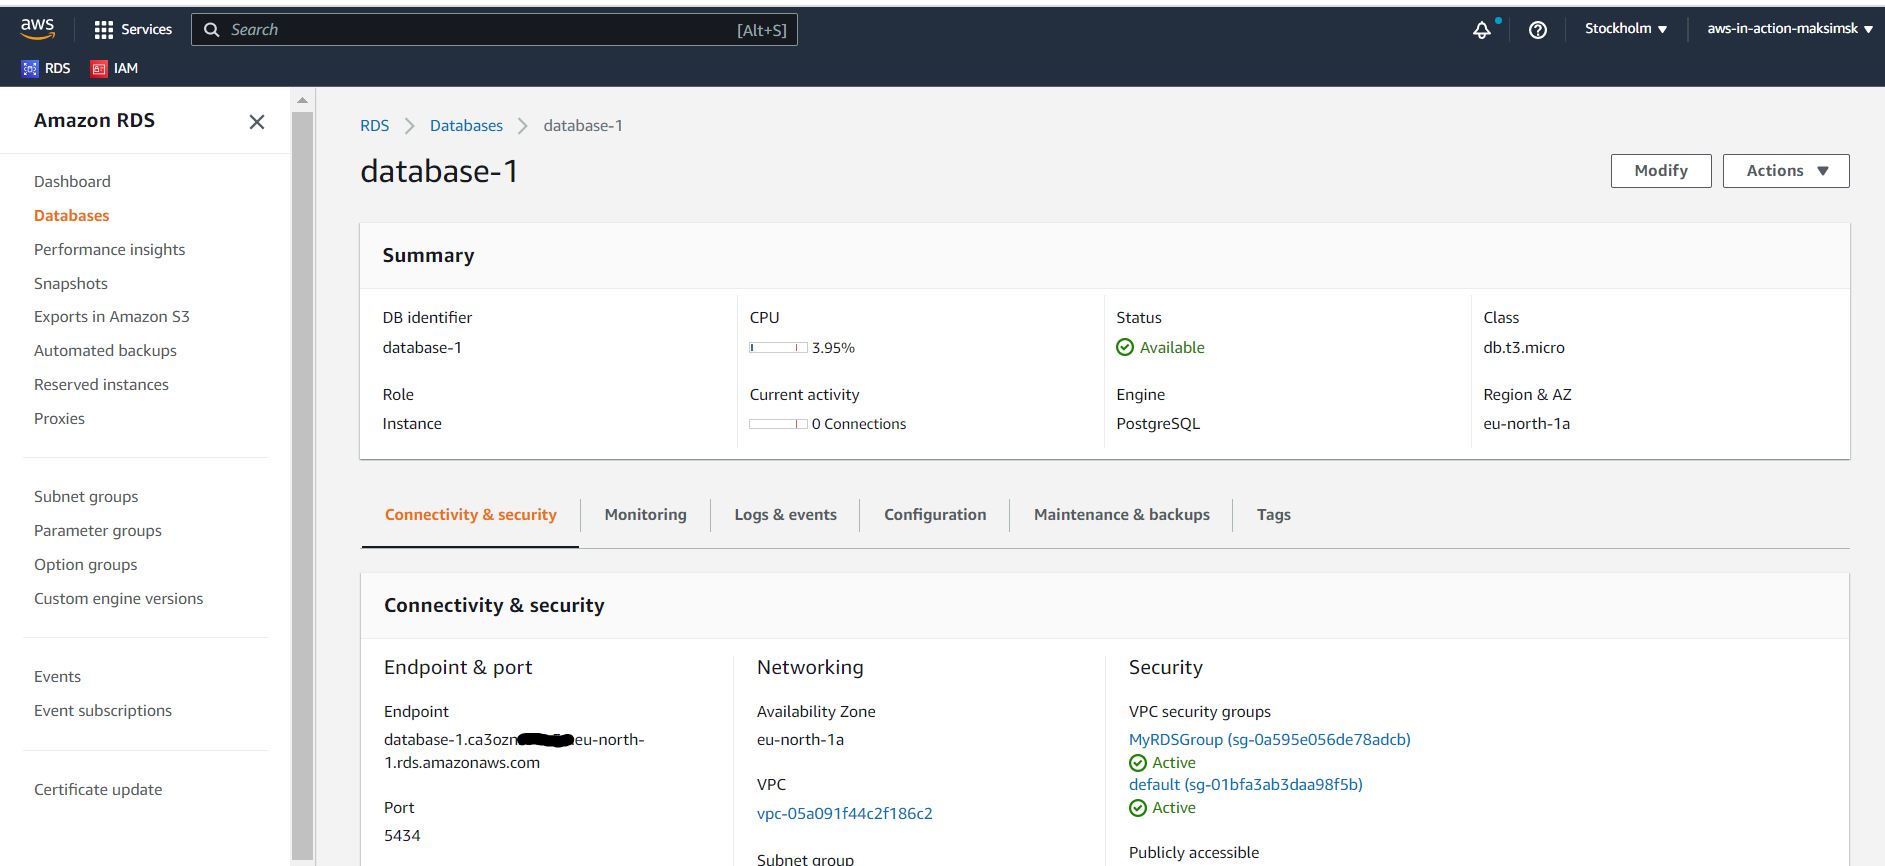 aws
Services
Search
[Alt+S]
Stockholm
aws-in-action-maksimsk
RDS
IAM
Amazon RDS
Dashboard
Databases
Performance insights
Snapshots
Exports in Amazon S3
Automated backups
Reserved instances
Proxies
Subnet groups
Parameter groups
Option groups
Custom engine versions
Events
Event subscriptions
Certificate update
RDS > Databases > database-1
database-1
Modify
Actions
Summary
DB identifier
database-1
CPU
3.95%
Status
Available
Class
db.t3.micro
Role
Instance
Current activity
0 Connections
Engine
PostgreSQL
Region & AZ
eu-north-1a
Connectivity & security
Monitoring
Logs & events
Configuration
Maintenance & backups
Tags
Connectivity & security
Endpoint & port
Endpoint
database-1.ca3ozn eu-north-
1.rds.amazonaws.com
Port
5434
Networking
Availability Zone
eu-north-1a
VPC
vpc-05a091f44c2f186c2
Subnet group
Security
VPC security groups
MyRDSGroup (sg-0a595e056de78adcb)
Active
default (sg-01bfa3ab3daa98f5b)
Active
Publicly accessible